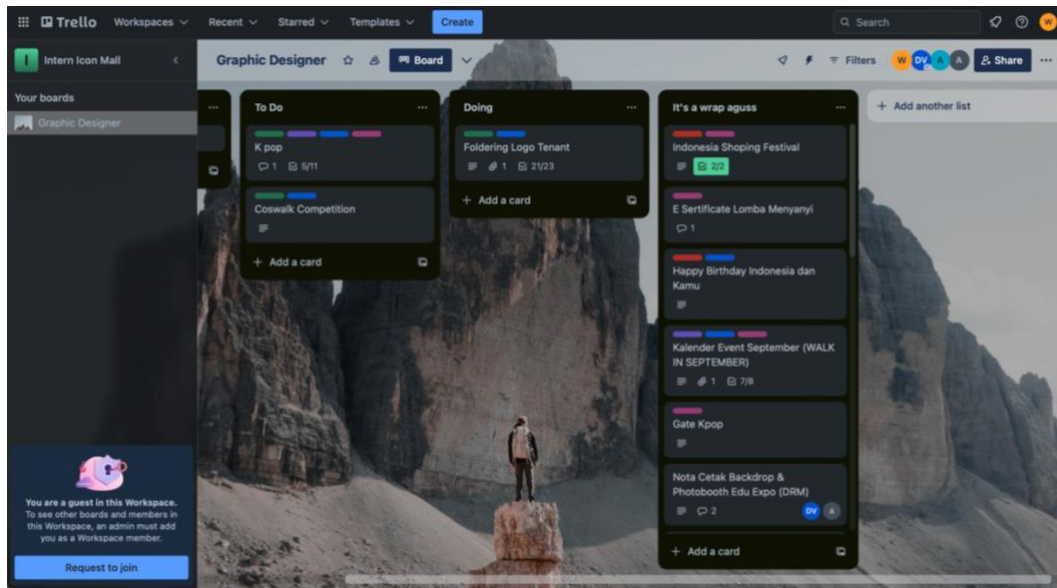 Trello
Workspaces
Recent
Starred
Templates
Create
Search
W
I
Intern Icon Mall
Graphic Designer
Board
Filters
W
DV
A
A
Share
Your boards
Graphic Designer
To Do
K pop
1
5/11
Coswalk Competition
+ Add a card
Doing
Foldering Logo Tenant
1
21/23
+ Add a card
It's a wrap aguss
Indonesia Shoping Festival
2/2
E Sertificate Lomba Menyanyi
1
Happy Birthday Indonesia dan
Kamu
Kalender Event September (WALK
IN SEPTEMBER)
1
7/8
Gate Kpop
Nota Cetak Backdrop &
Photobooth Edu Expo (DRM)
2
DV
A
+ Add a card
+ Add another list
You are a guest in this Workspace.
To see other boards and members in
this Workspace, an admin must add
you as a Workspace member.
Request to join